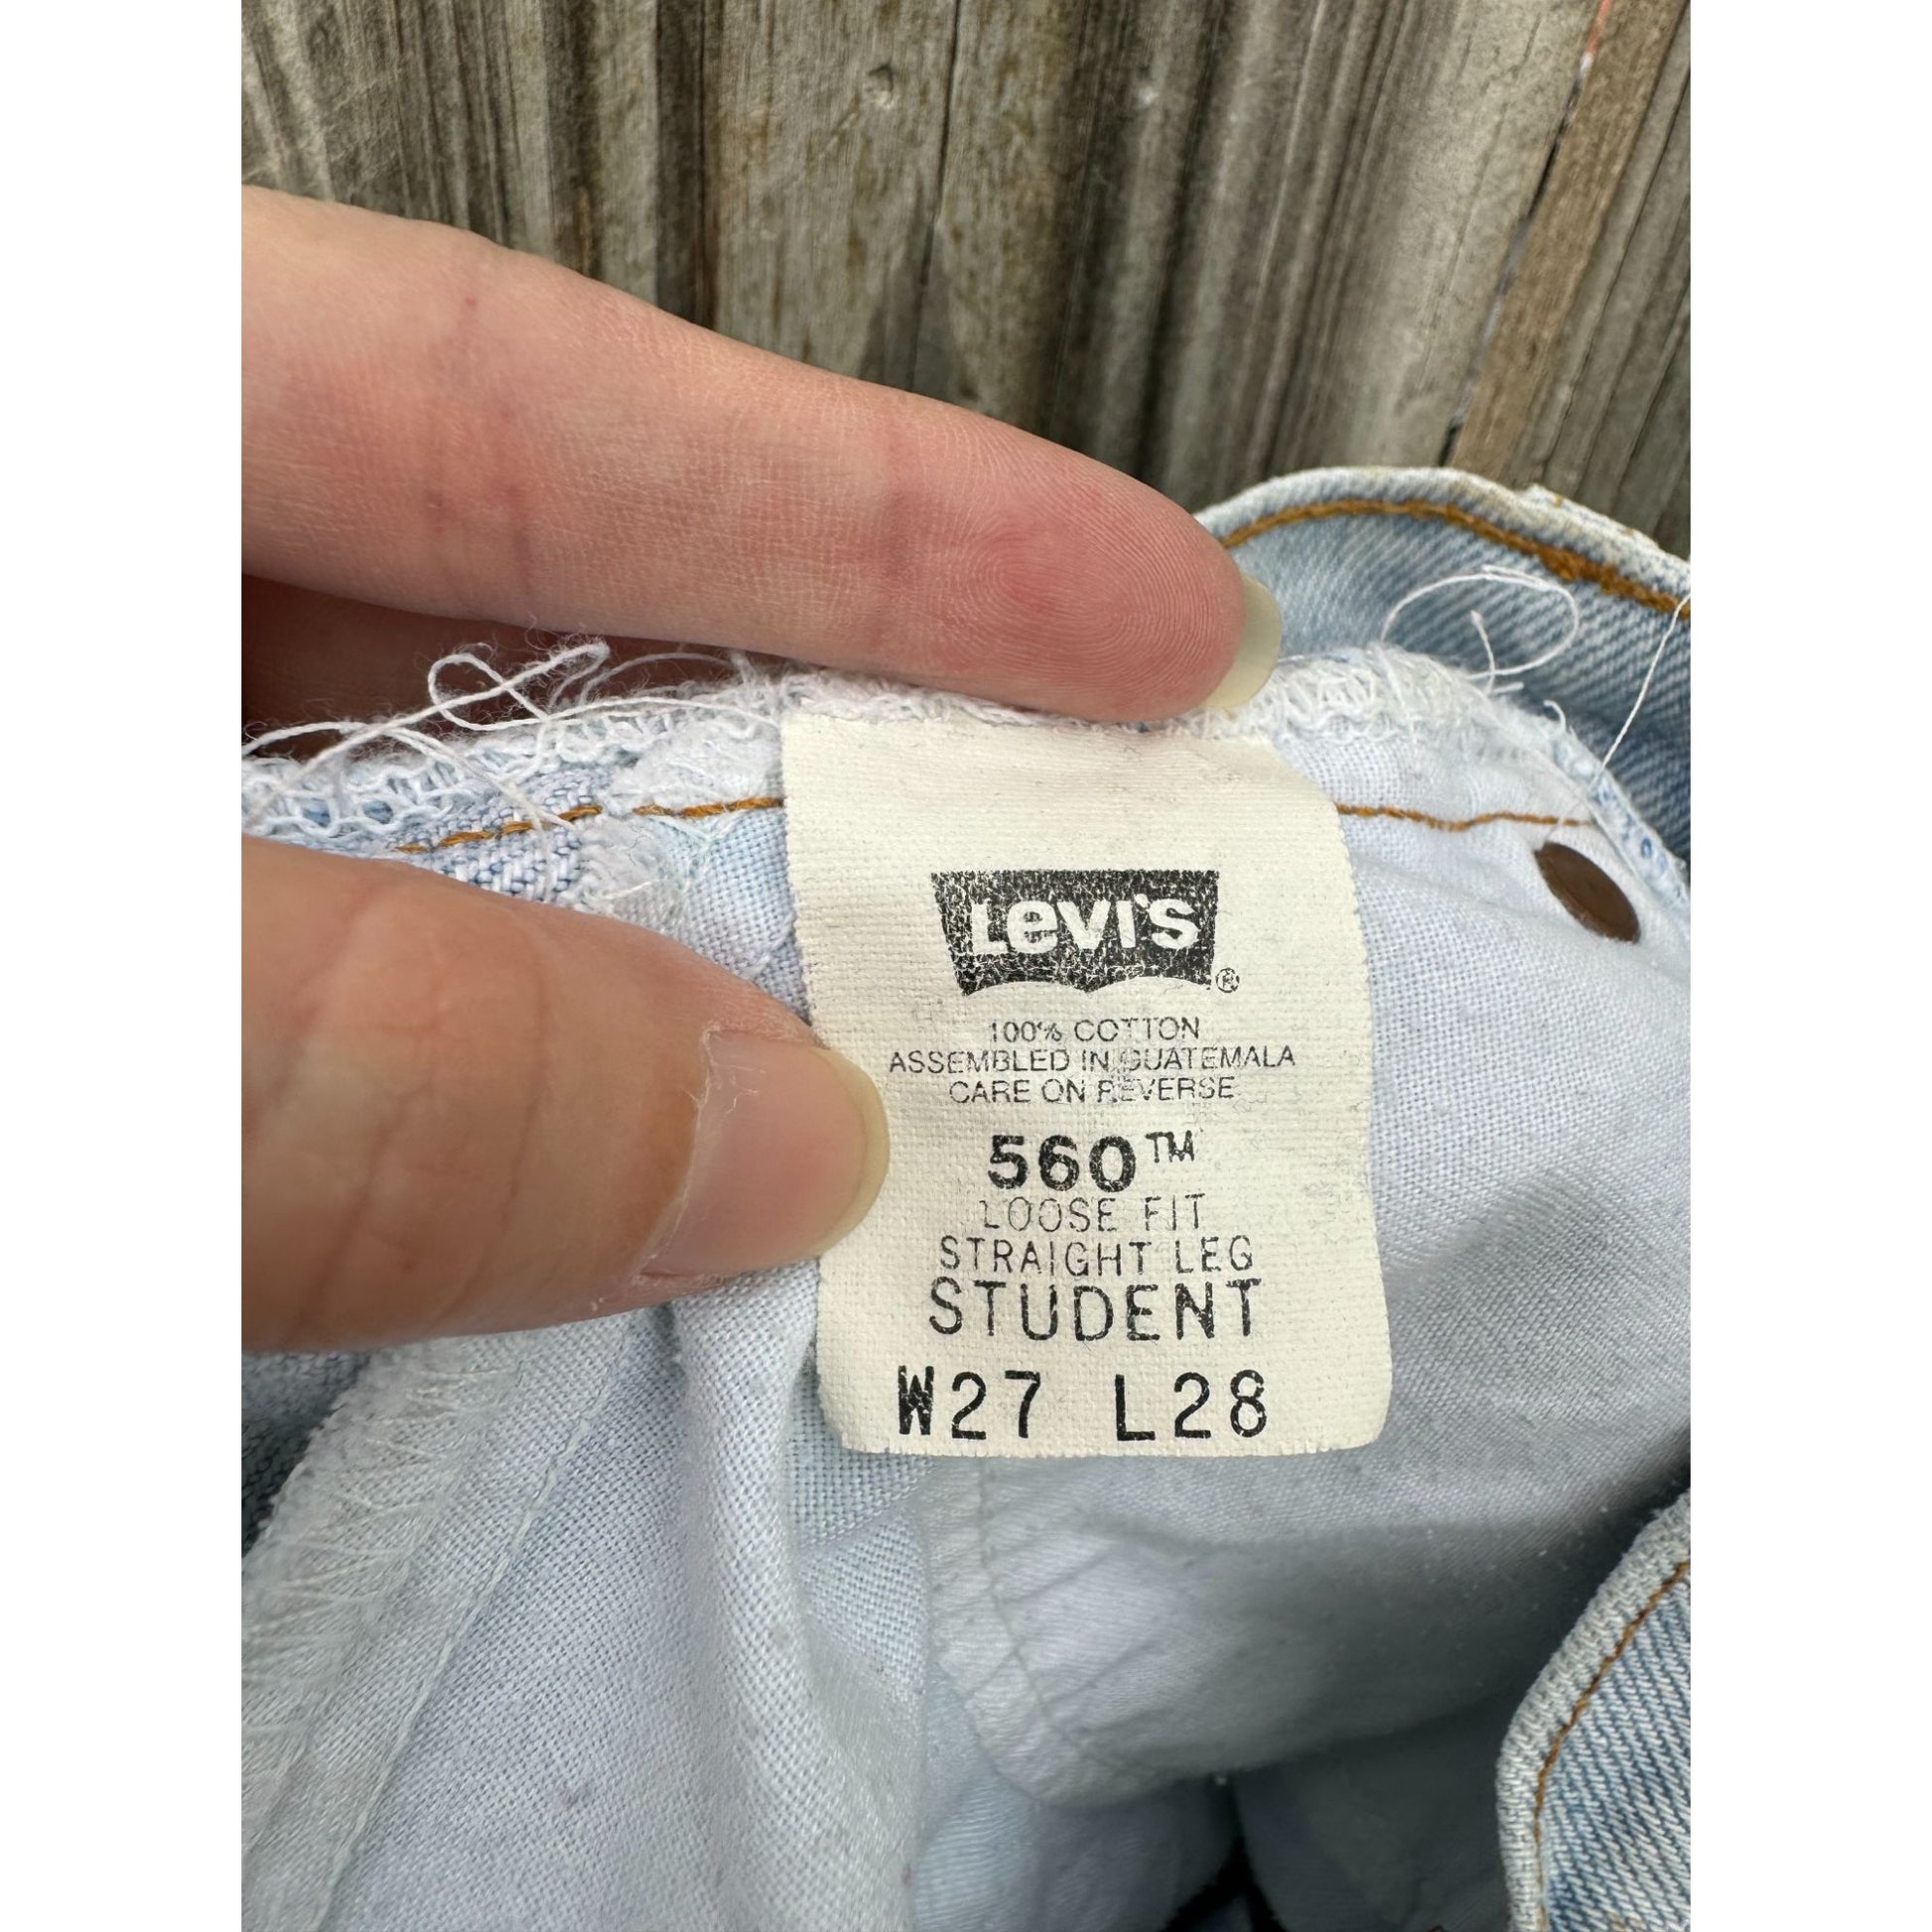 Levi's®
100% COTTON
ASSEMBLED IN GUATEMALA
CARE ON REVERSE
560™
LOOSE FIT
STRAIGHT LEG
STUDENT
W27 L28